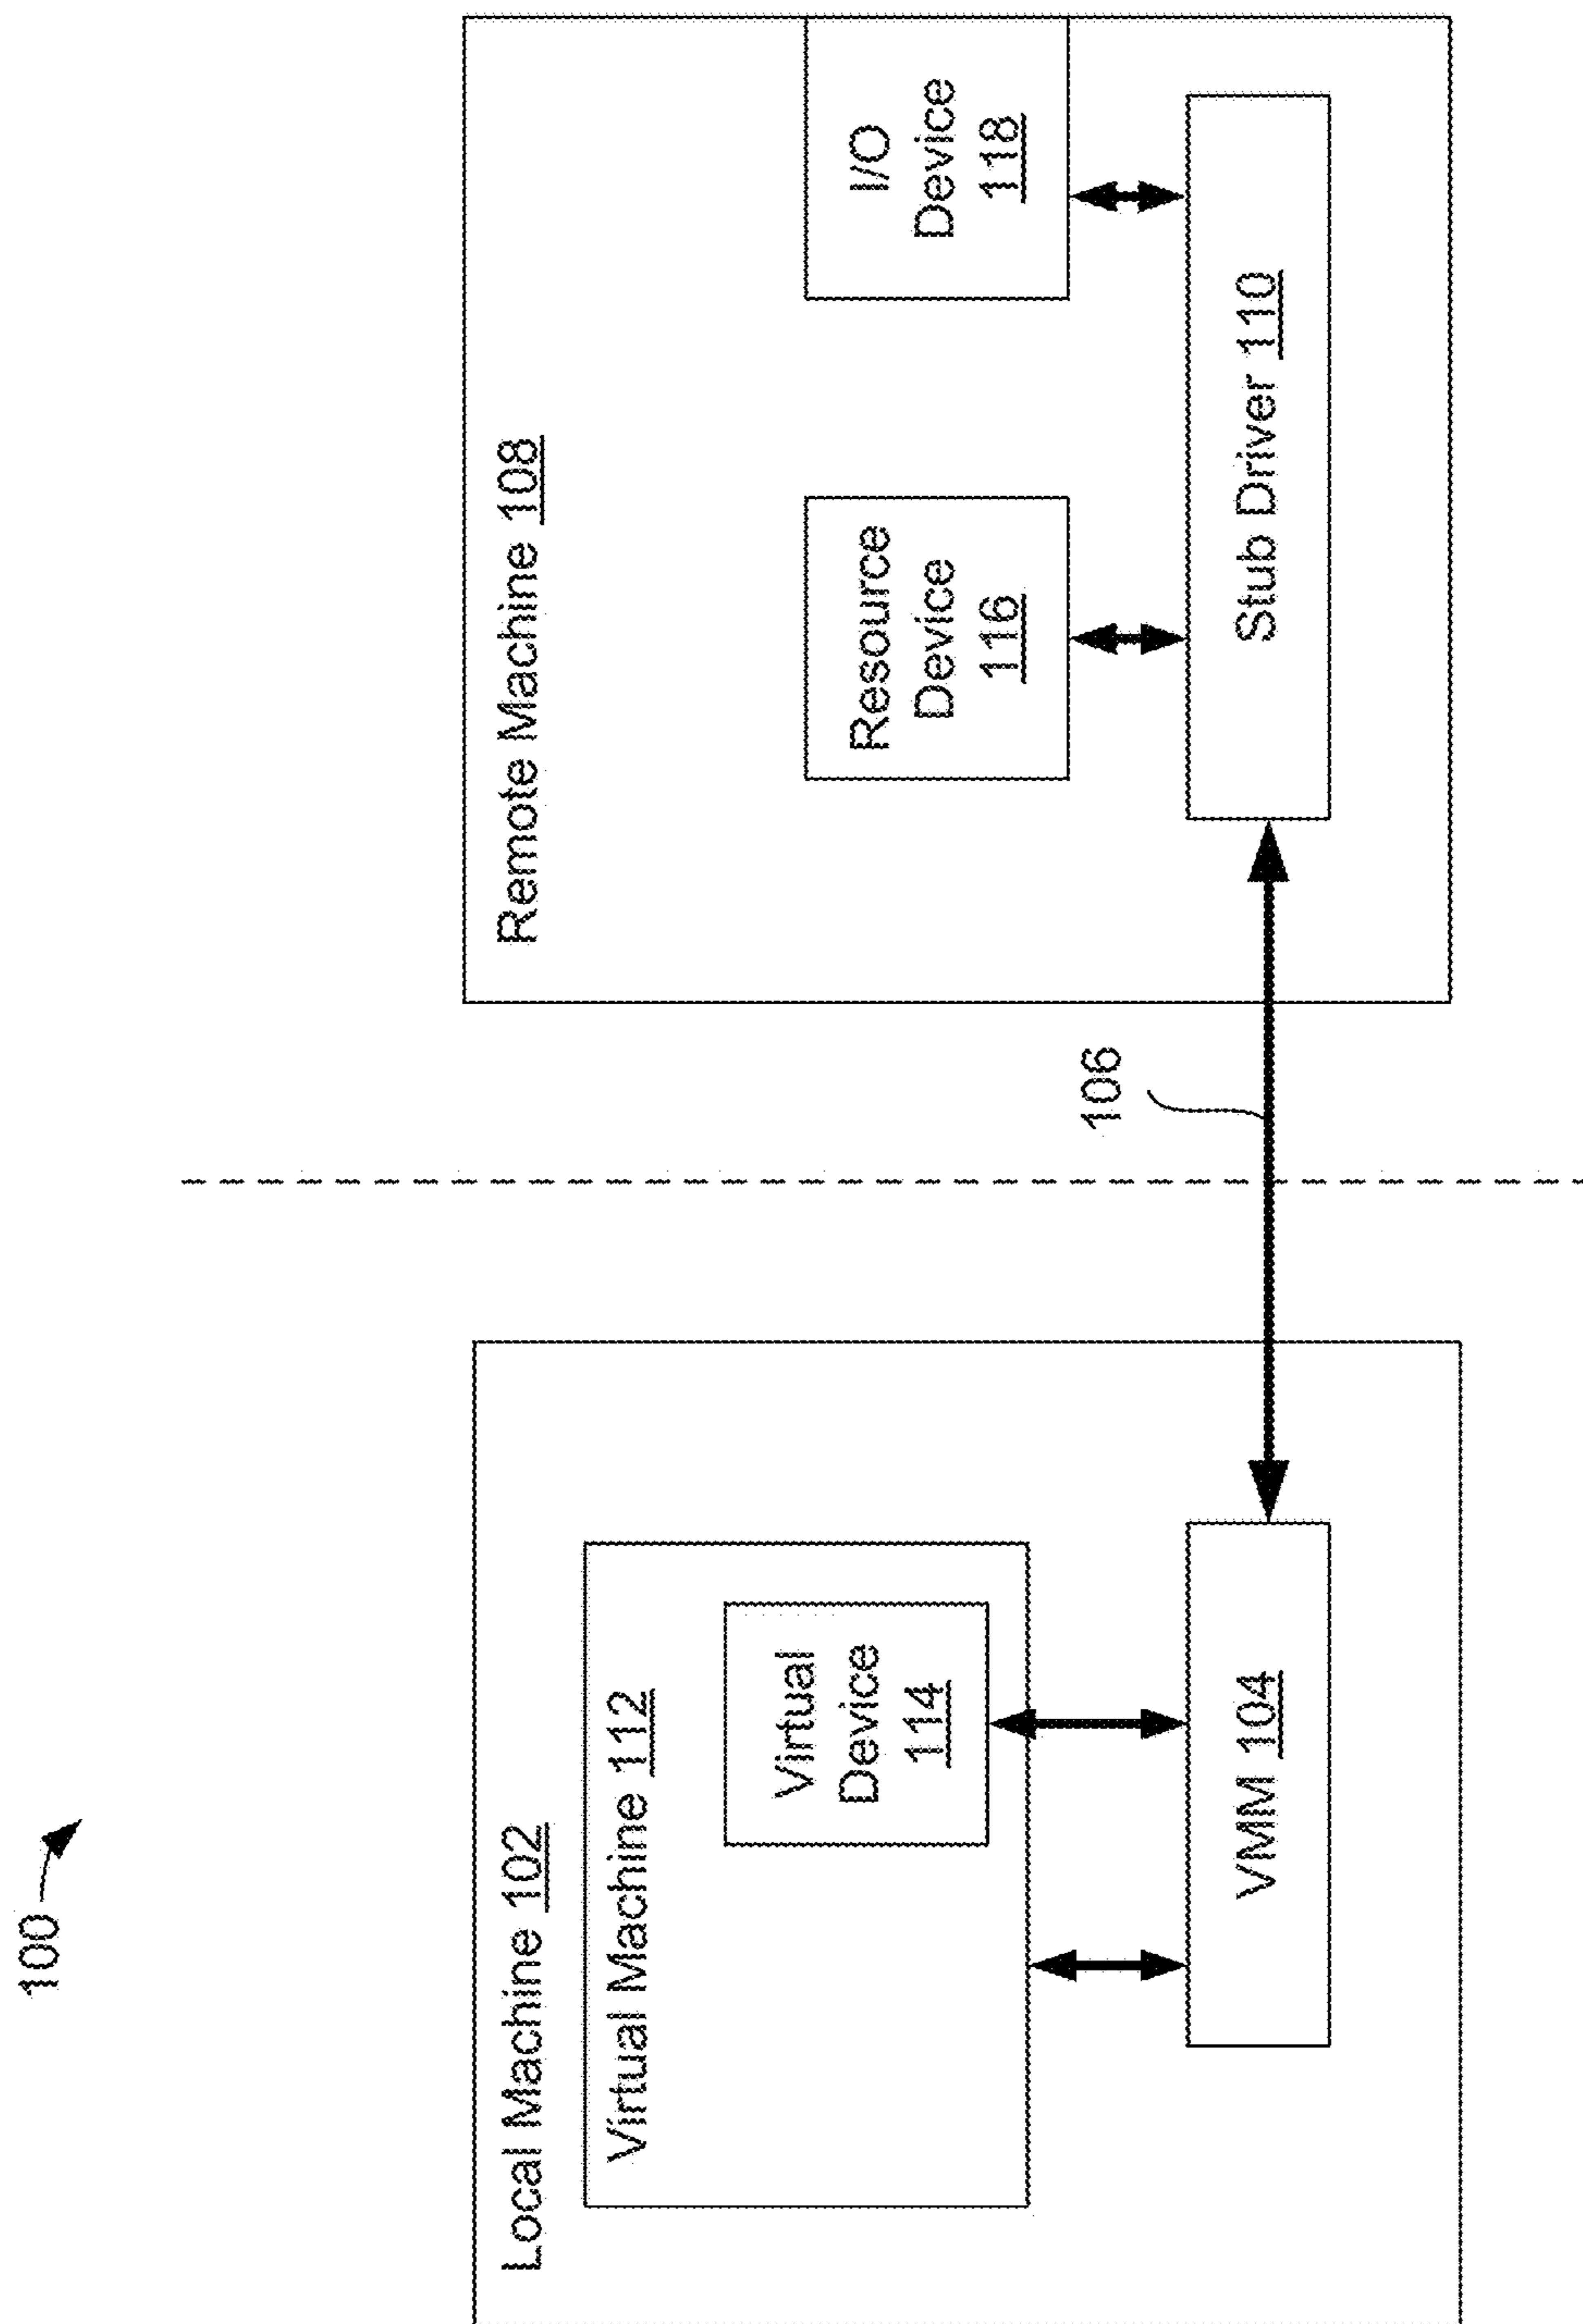 100
Local Machine 102
Virtual Machine 112
Virtual
Device
114
VMM 104
106
Remote Machine 108
Resource
Device
116
I/O
Device
118
Stub Driver 110